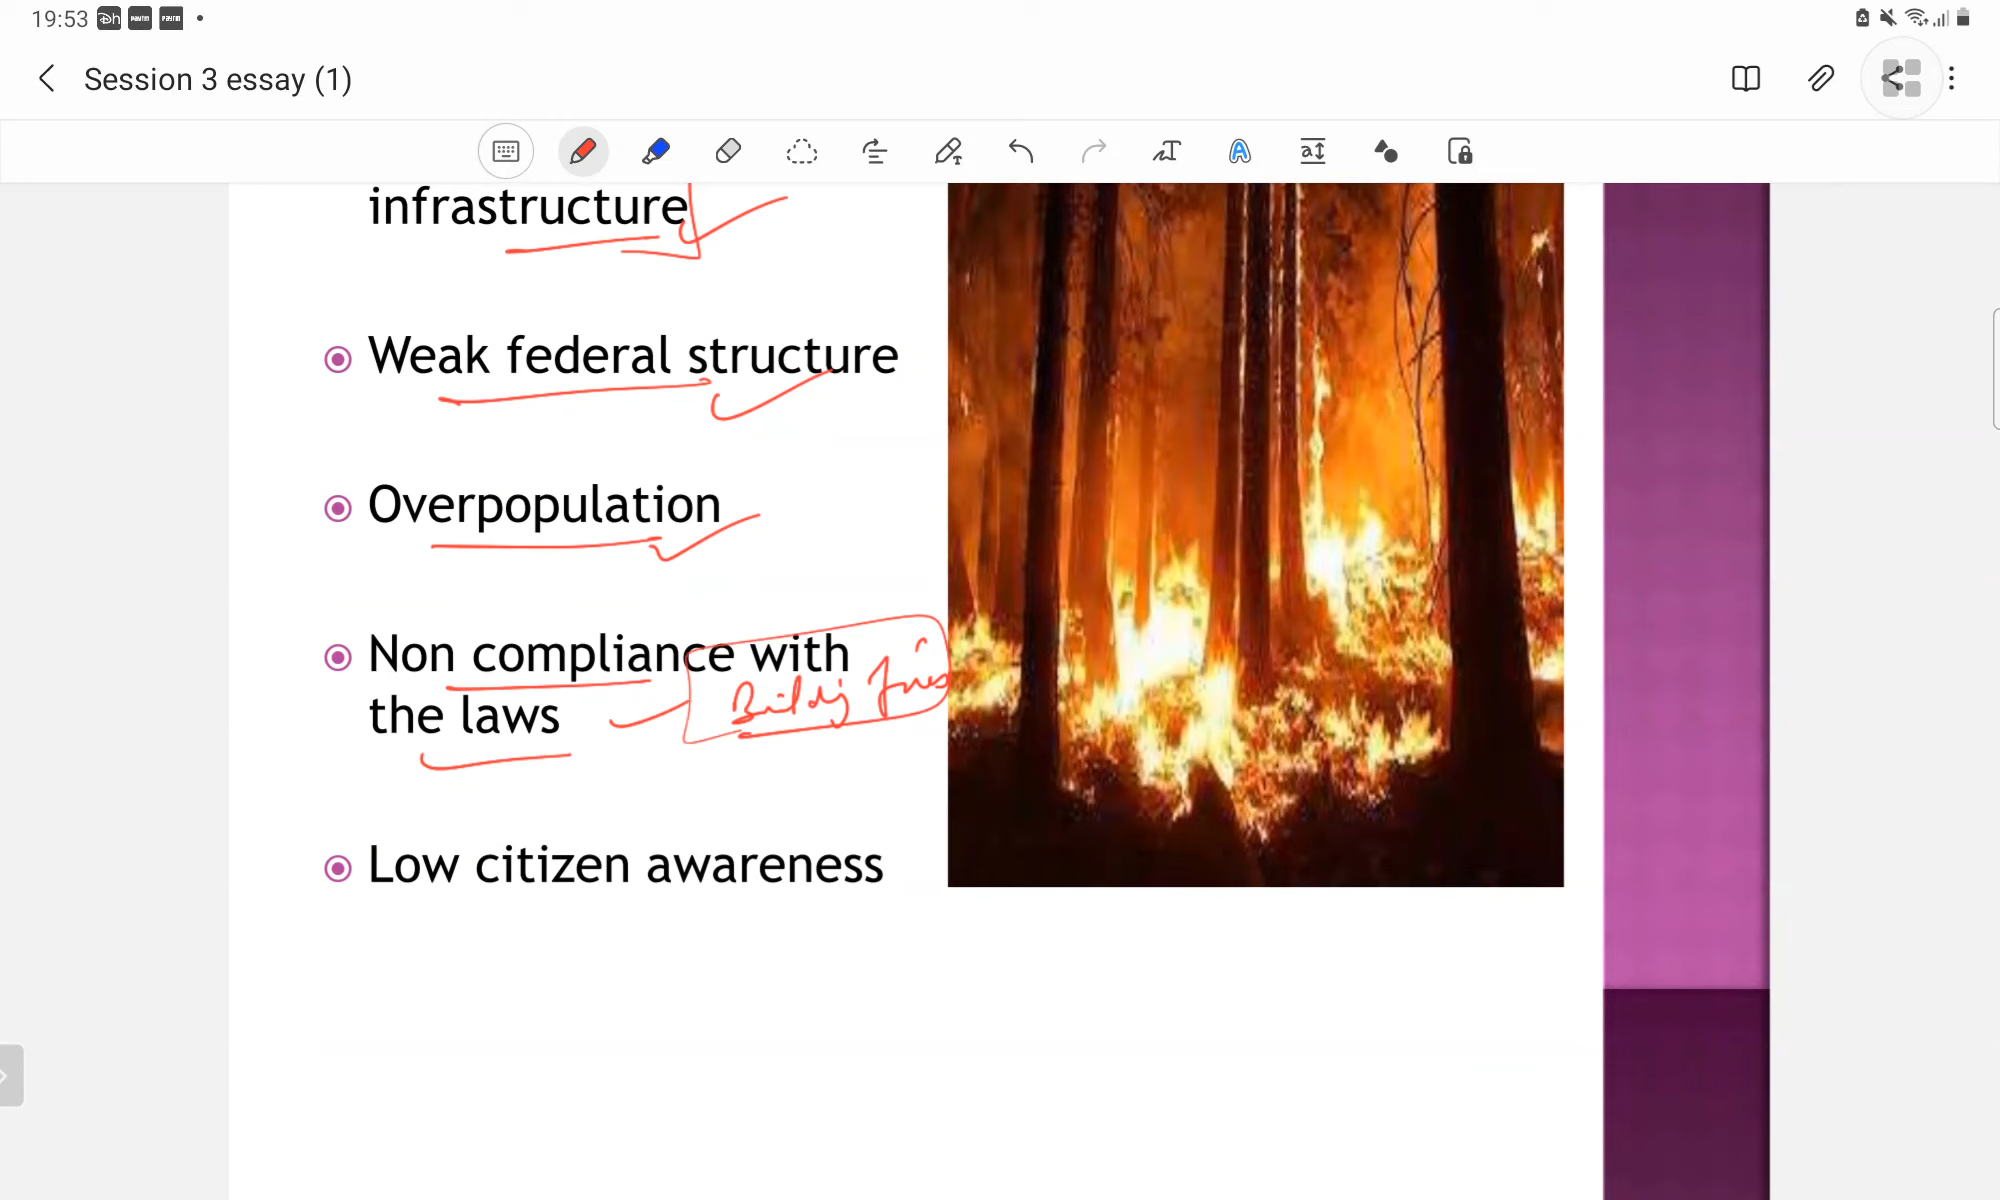 19:53
Session 3 essay (1)
infrastructure
Weak federal structure
Overpopulation
Non compliance with
the laws
Building fires
Low citizen awareness